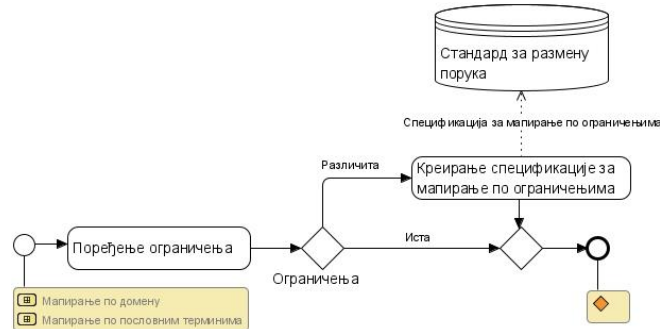 Стандард за размену
порука
Спецификација за мапирање по ограничењима
Различита
Креирање спецификације за
мапирање по ограничењима
Поређење ограничења
Иста
Ограничења
Мапирање по домену
Мапирање по пословним терминима